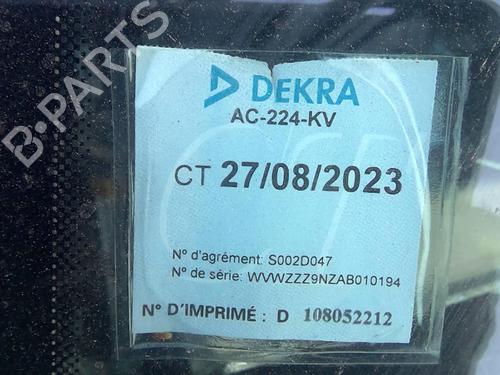 DEKRA
AC-224-KV
CT 27/08/2023
N° d'agrément: S002D047
N° de série: WVWZZZ9NZAB010194
N° D'IMPRIMÉ : D 108052212
B-PARTS